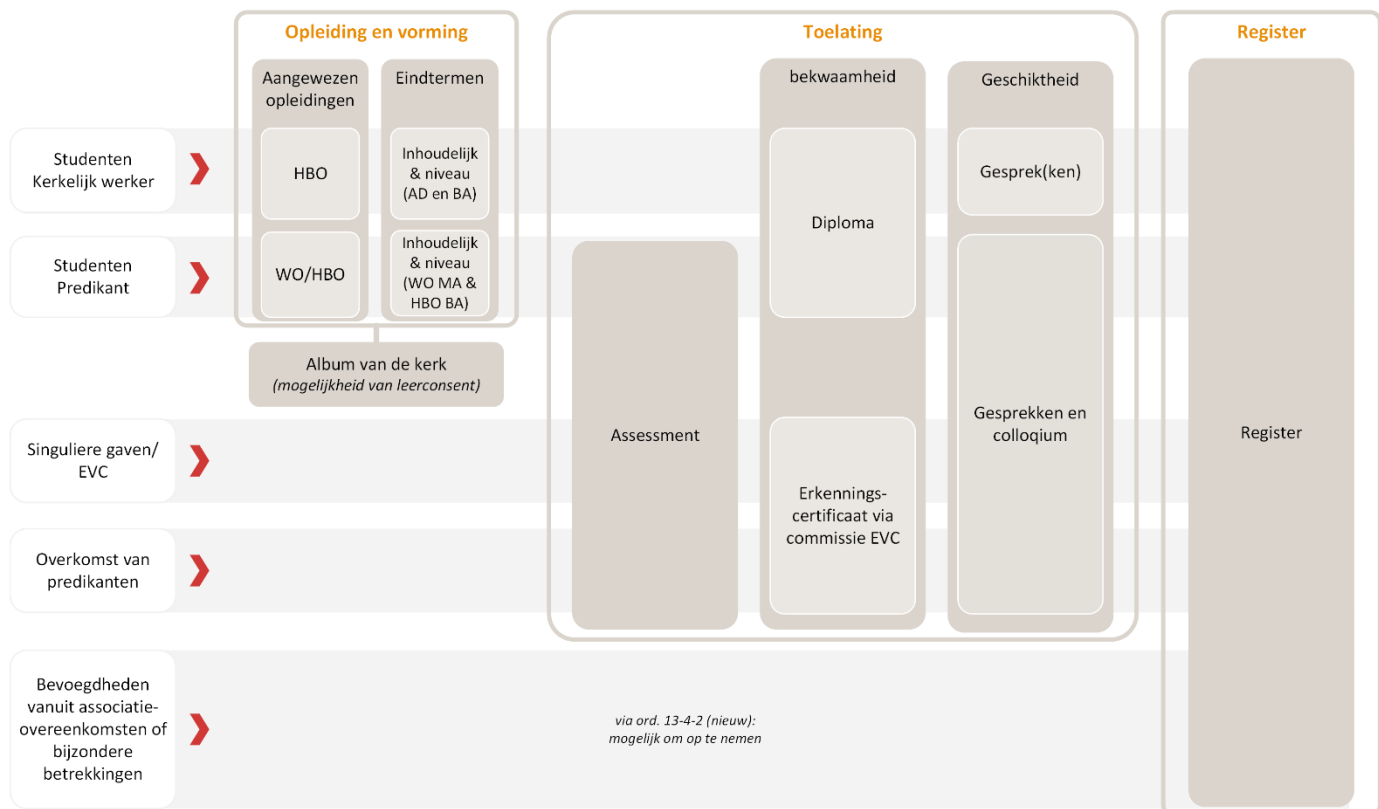 Opleiding en vorming
Toelating
Register
Aangewezen
opleidingen
Eindtermen
bekwaamheid
Geschiktheid
Studenten
Kerkelijk werker
HBO
Inhoudelijk
& niveau
(AD en BA)
Diploma
Gesprek(ken)
Studenten
Predikant
WO/HBO
Inhoudelijk
& niveau
(WO MA &
HBO BA)
Album van de kerk
(mogelijkheid van leerconsent)
Singuliere gaven/
EVC
Assessment
Erkennings-
certificaat via
commissie EVC
Gesprekken en
colloqium
Register
Overkomst van
predikanten
Bevoegdheden
vanuit associatie-
overeenkomsten of
bijzondere
betrekkingen
via ord. 13-4-2 (nieuw):
mogelijk om op te nemen